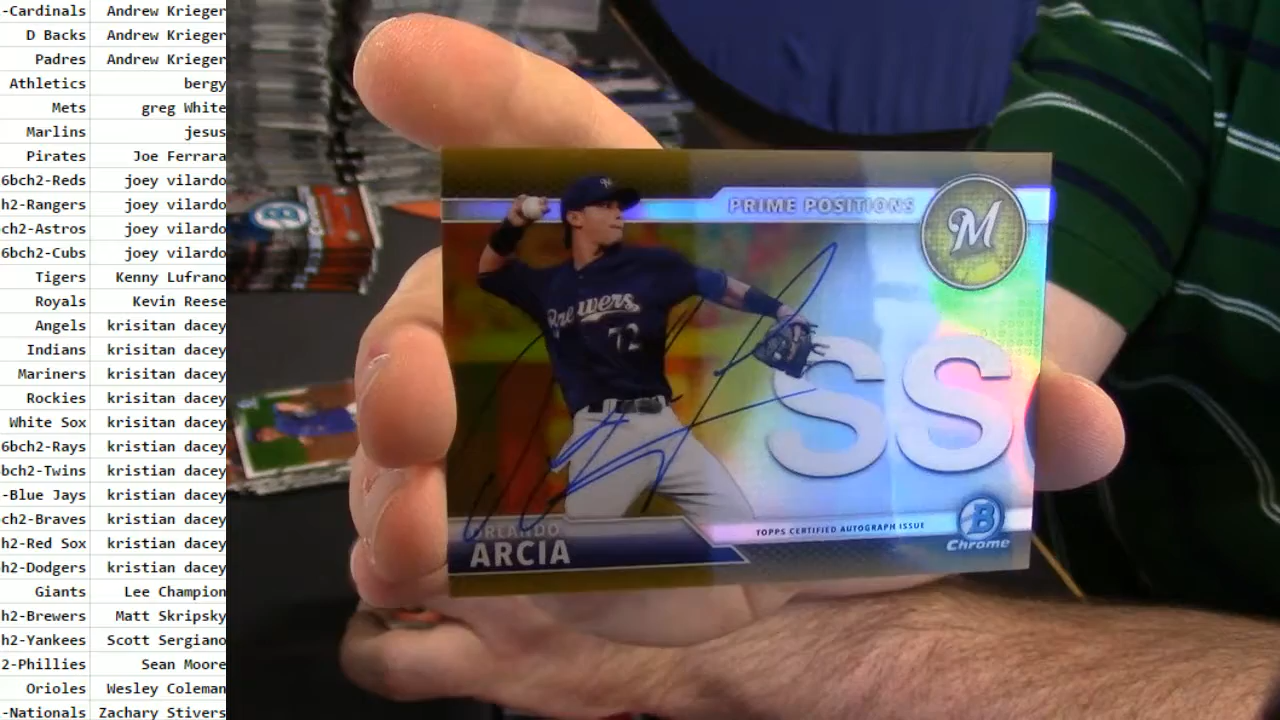 -Cardinals Andrew Krieger
D Backs Andrew Krieger
Padres Andrew Krieger
Athletics bergy
Mets greg White
Marlins jesus
Pirates Joe Ferrara
6bch2-Reds joey vilardo
h2-Rangers joey vilardo
ch2-Astros joey vilardo
6bch2-Cubs joey vilardo
Tigers Kenny Lufrano
Royals Kevin Reese
Angels krisitan dacey
Indians krisitan dacey
Mariners krisitan dacey
Rockies krisitan dacey
White Sox krisitan dacey
6bch2-Rays kristian dacey
bch2-Twins kristian dacey
-Blue Jays kristian dacey
ch2-Braves kristian dacey
h2-Red Sox kristian dacey
h2-Dodgers kristian dacey
Giants Lee Champion
h2-Brewers Matt Skripsky
h2-Yankees Scott Sergiano
2-Phillies Sean Moore
Orioles Wesley Coleman
-Nationals Zachary Stivers
PRIME POSITIONS
M
Brewers
72
SS
TOPPS CERTIFIED AUTOGRAPH ISSUE
B
Chrome
ORLANDO
ARCIA